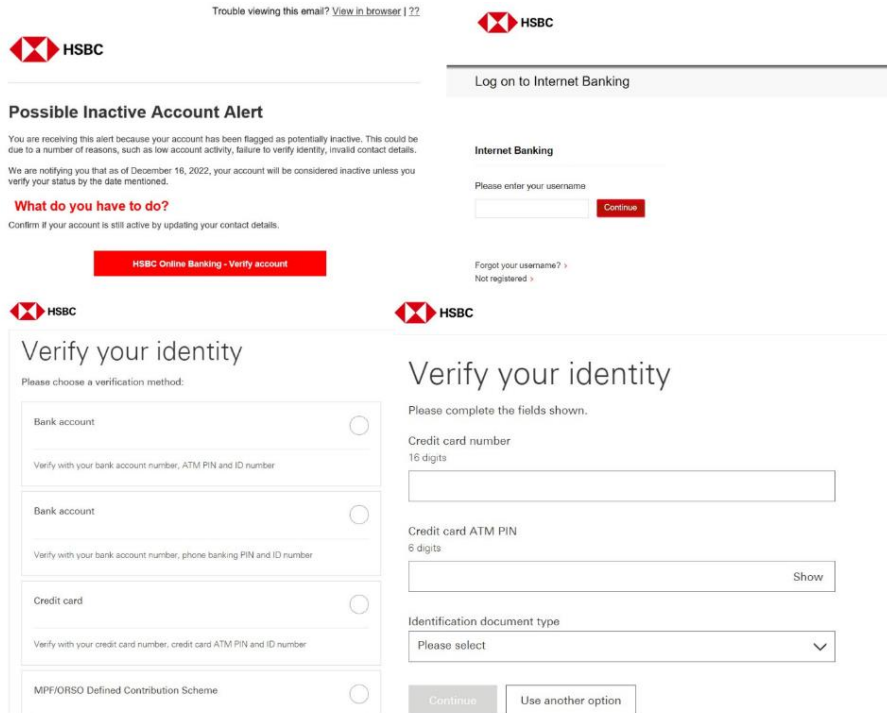 Trouble viewing this email? View in browser | ??
HSBC
Possible Inactive Account Alert
You are receiving this alert because your account has been flagged as potentially inactive. This could be
due to a number of reasons, such as low account activity, failure to verify identity, invalid contact details.
We are notifying you that as of December 16, 2022, your account will be considered inactive unless you
verify your status by the date mentioned.
What do you have to do?
Confirm if your account is still active by updating your contact details.
HSBC Online Banking - Verify account
HSBC
Log on to Internet Banking
Internet Banking
Please enter your username
Continue
Forgot your username? ›
Not registered ›
HSBC
Verify your identity
Please choose a verification method:
Bank account
Verify with your bank account number, ATM PIN and ID number
Bank account
Verify with your bank account number, phone banking PIN and ID number
Credit card
Verify with your credit card number, credit card ATM PIN and ID number
MPF/ORSO Defined Contribution Scheme
HSBC
Verify your identity
Please complete the fields shown.
Credit card number
16 digits
Credit card ATM PIN
6 digits
Show
Identification document type
Please select
Continue
Use another option